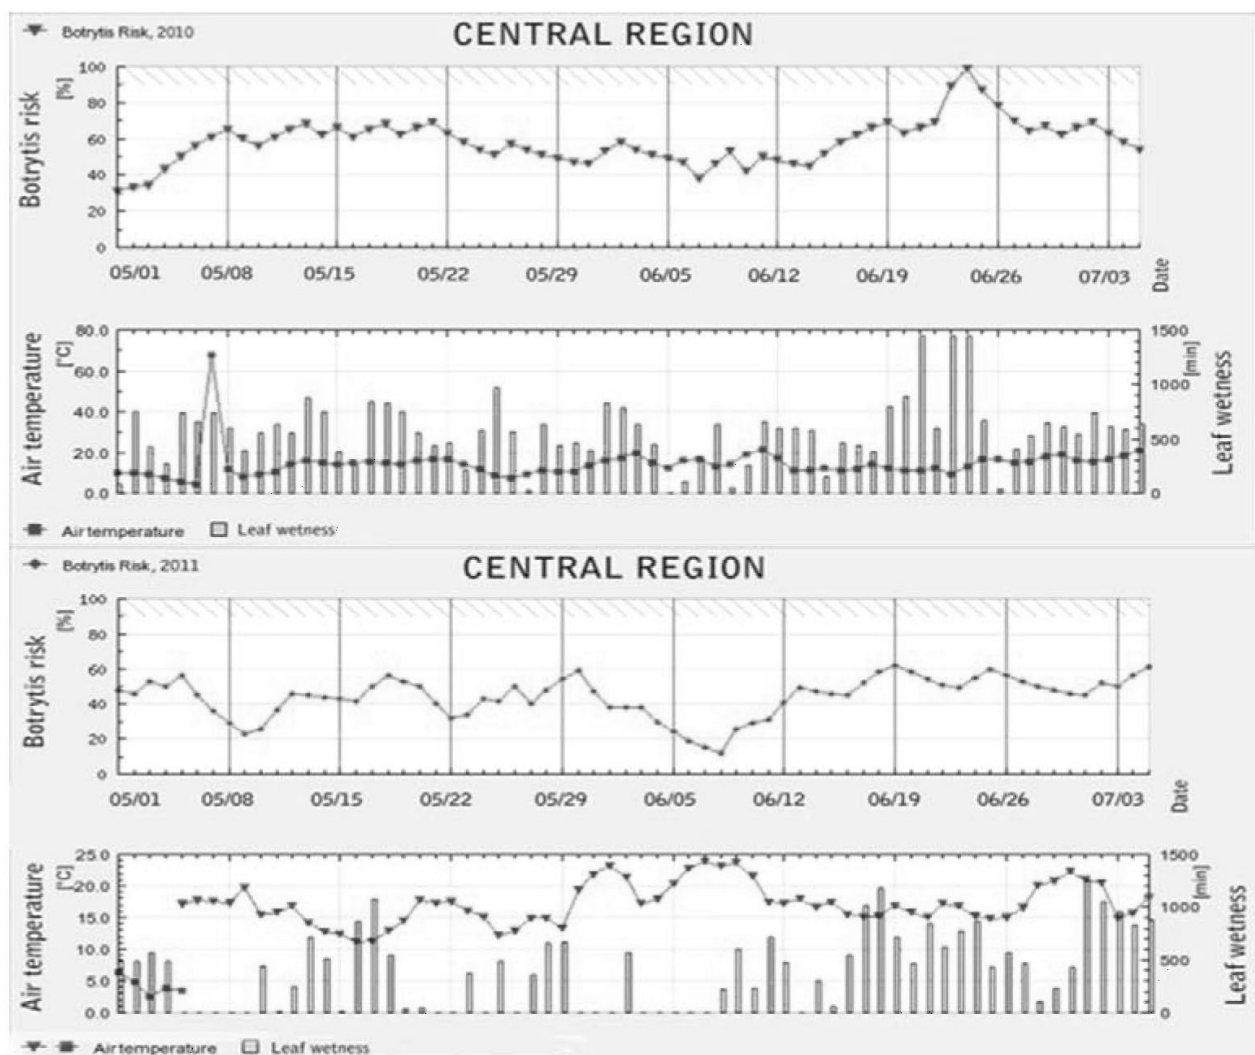 Botrytis Risk, 2010
CENTRAL REGION
Botrytis risk
[%]
100
80
60
40
20
0
05/01 05/08 05/15 05/22 05/29 06/05 06/12 06/19 06/26 07/03
Date
Air temperature
[°C]
80.0
60.0
40.0
20.0
0.0
1500
1000
500
0
[min]
Leaf wetness
Air temperature Leaf wetness
Botrytis Risk, 2011
CENTRAL REGION
Botrytis risk
[%]
100
80
60
40
20
0
05/01 05/08 05/15 05/22 05/29 06/05 06/12 06/19 06/26 07/03
Date
Air temperature
[°C]
25.0
20.0
15.0
10.0
5.0
0.0
1500
1000
500
0
[min]
Leaf wetness
Air temperature Leaf wetness